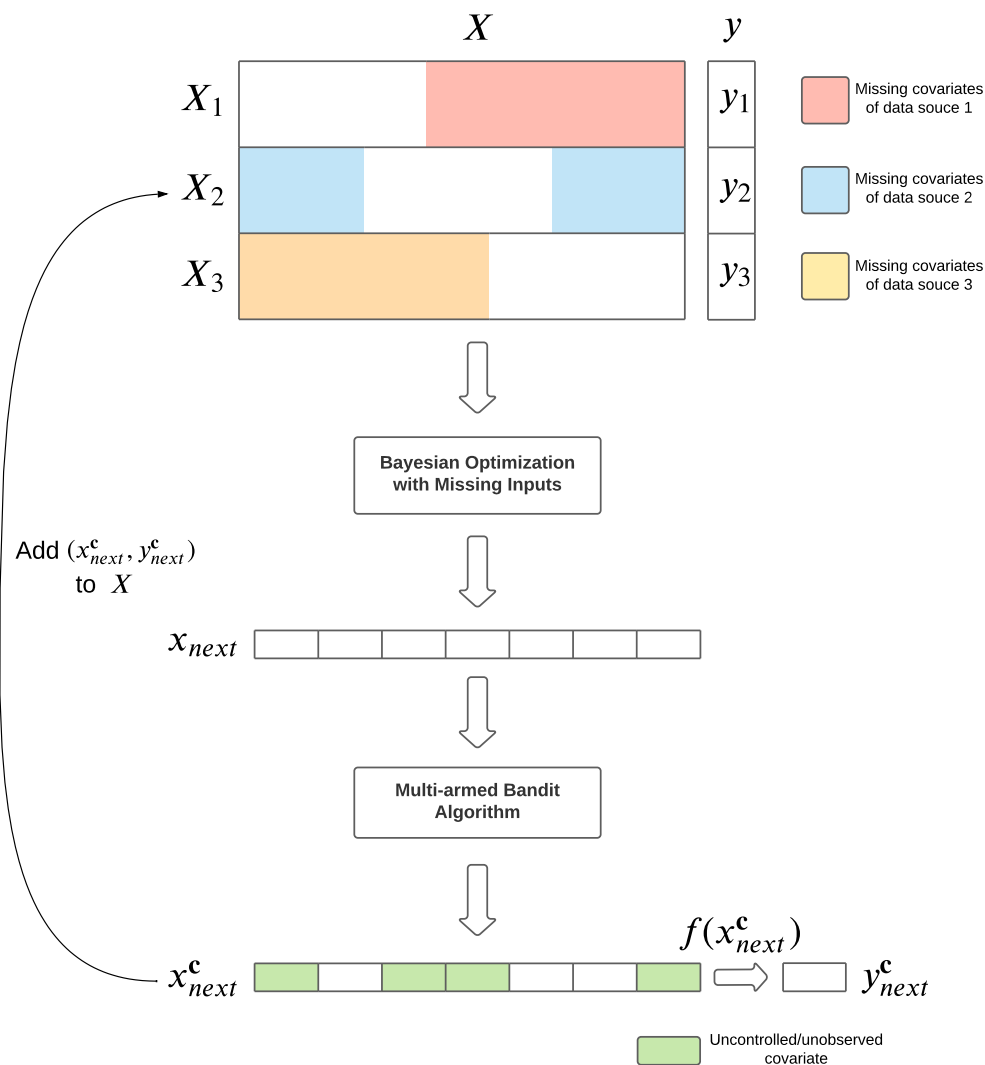 X y
X₁ y₁ Missing covariates
of data souce 1
X₂ y₂ Missing covariates
of data souce 2
X₃ y₃ Missing covariates
of data souce 3
Bayesian Optimization
with Missing Inputs
Add (x^c_next, y^c_next)
to X
x_next
Multi-armed Bandit
Algorithm
f(x^c_next)
x^c_next y^c_next
Uncontrolled/unobserved
covariate